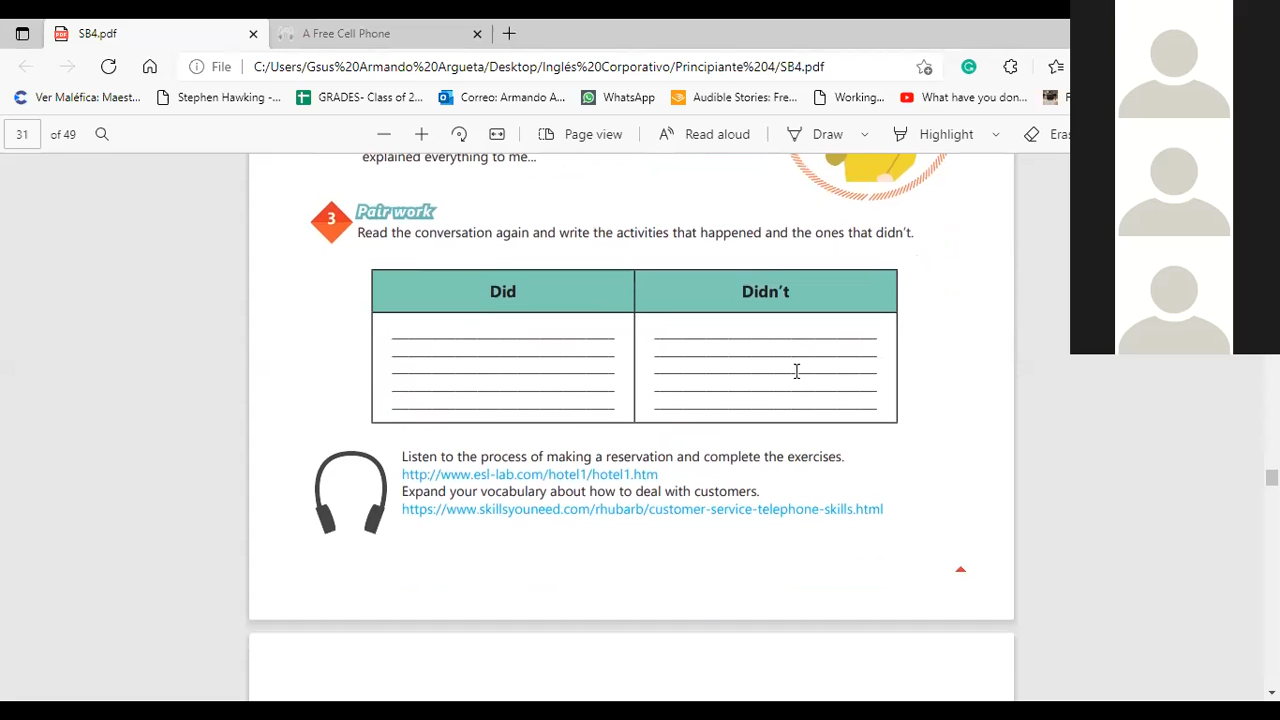 SB4.pdf
A Free Cell Phone
File
C:/Users/Gsus%20Armando%20Argueta/Desktop/Inglés%20Corporativo/Principiante%204/SB4.pdf
Ver Maléfica: Maest...
Stephen Hawking -...
GRADES- Class of 2...
Correo: Armando A...
WhatsApp
Audible Stories: Fre...
Working...
What have you don...
31 of 49
Page view
Read aloud
Draw
Highlight
Eras
explained everything to me...
3 Pair work
Read the conversation again and write the activities that happened and the ones that didn't.
Did Didn't
Listen to the process of making a reservation and complete the exercises.
http://www.esl-lab.com/hotel1/hotel1.htm
Expand your vocabulary about how to deal with customers.
https://www.skillsyouneed.com/rhubarb/customer-service-telephone-skills.html